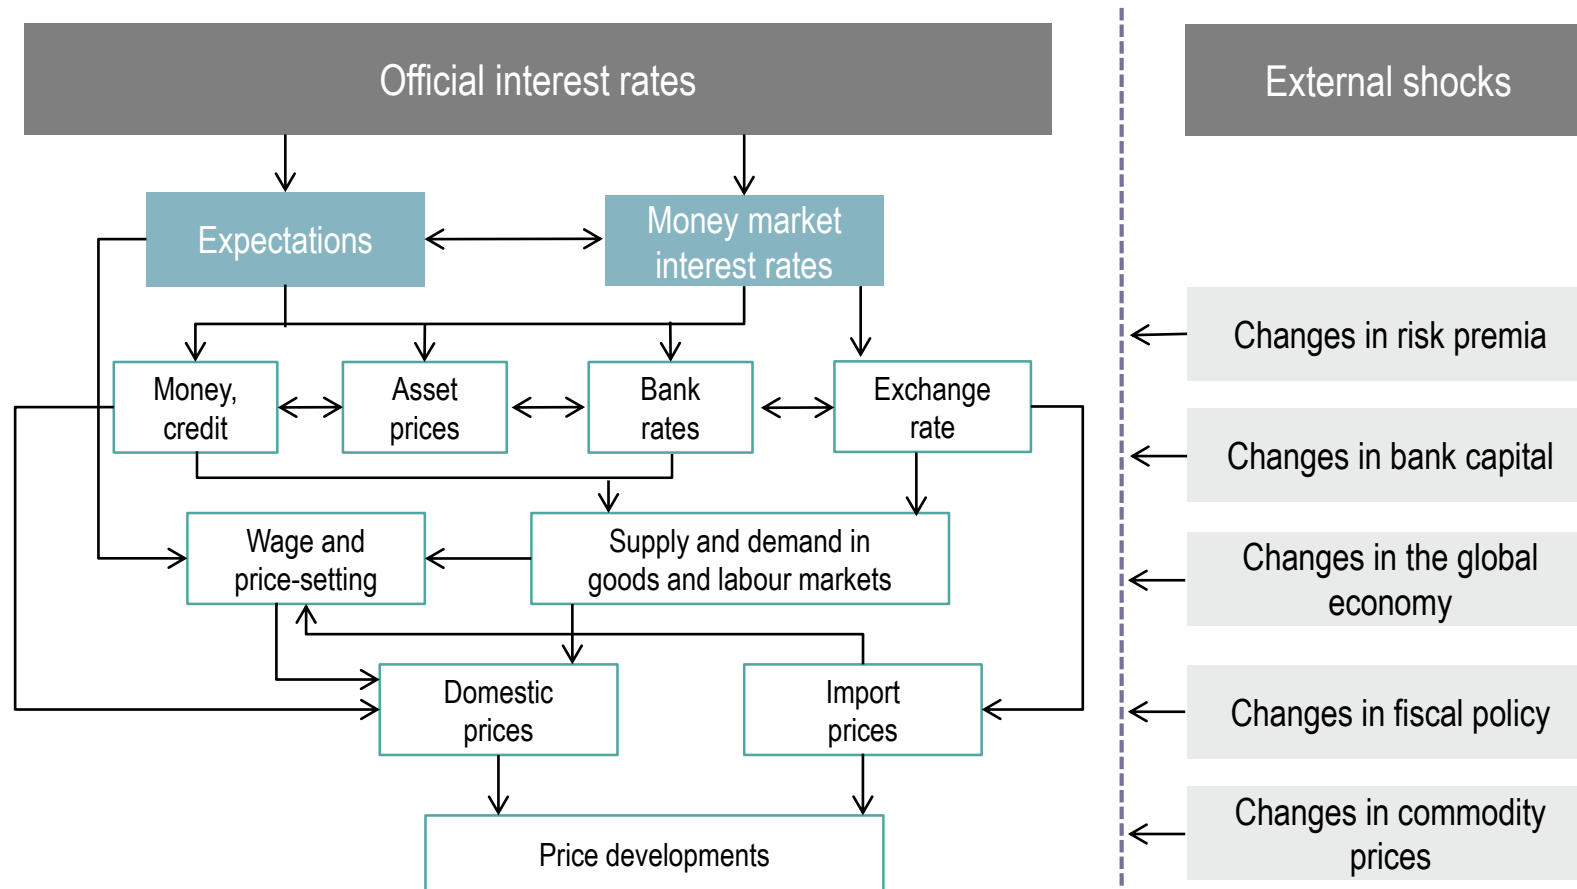 Official interest rates
External shocks
Expectations
Money market
interest rates
Changes in risk premia
Money,
credit
Asset
prices
Bank
rates
Exchange
rate
Changes in bank capital
Wage and
price-setting
Supply and demand in
goods and labour markets
Changes in the global
economy
Domestic
prices
Import
prices
Changes in fiscal policy
Price developments
Changes in commodity
prices